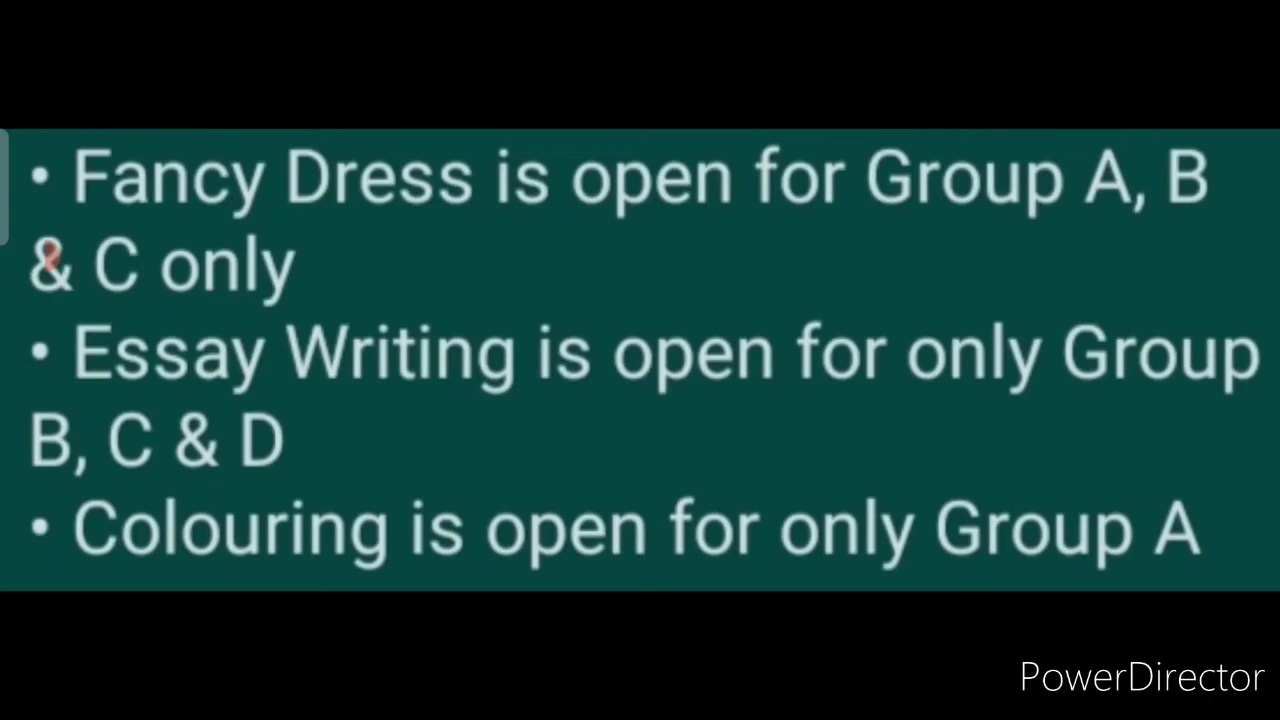 • Fancy Dress is open for Group A, B
& C only
• Essay Writing is open for only Group
B, C & D
• Colouring is open for only Group A
PowerDirector